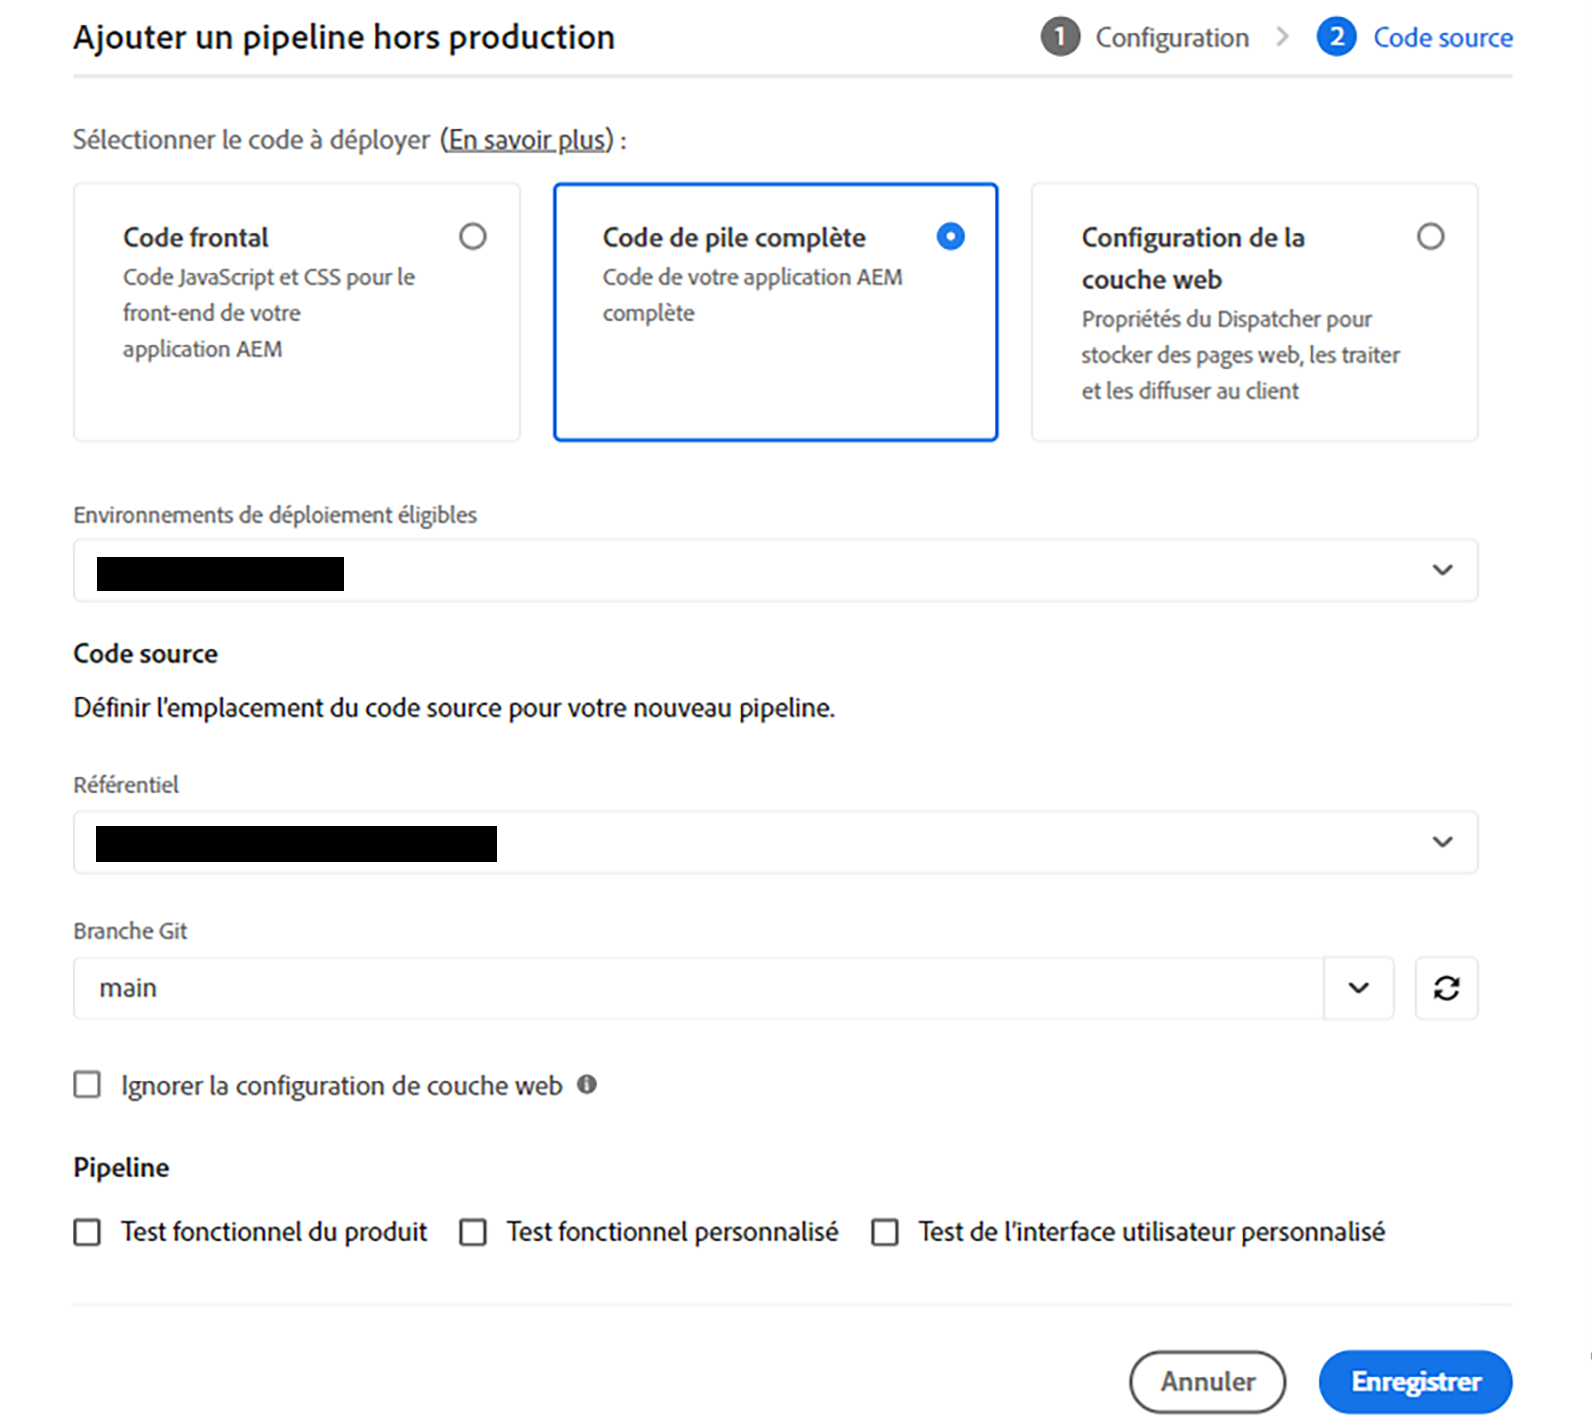 Ajouter un pipeline hors production
1 Configuration
2 Code source
Sélectionner le code à déployer (En savoir plus) :
Code frontal
Code JavaScript et CSS pour le
front-end de votre
application AEM
Code de pile complète
Code de votre application AEM
complète
Configuration de la
couche web
Propriétés du Dispatcher pour
stocker des pages web, les traiter
et les diffuser au client
Environnements de déploiement éligibles
Code source
Définir l'emplacement du code source pour votre nouveau pipeline.
Référentiel
Branche Git
main
Ignorer la configuration de couche web
Pipeline
Test fonctionnel du produit
Test fonctionnel personnalisé
Test de l'interface utilisateur personnalisé
Annuler
Enregistrer